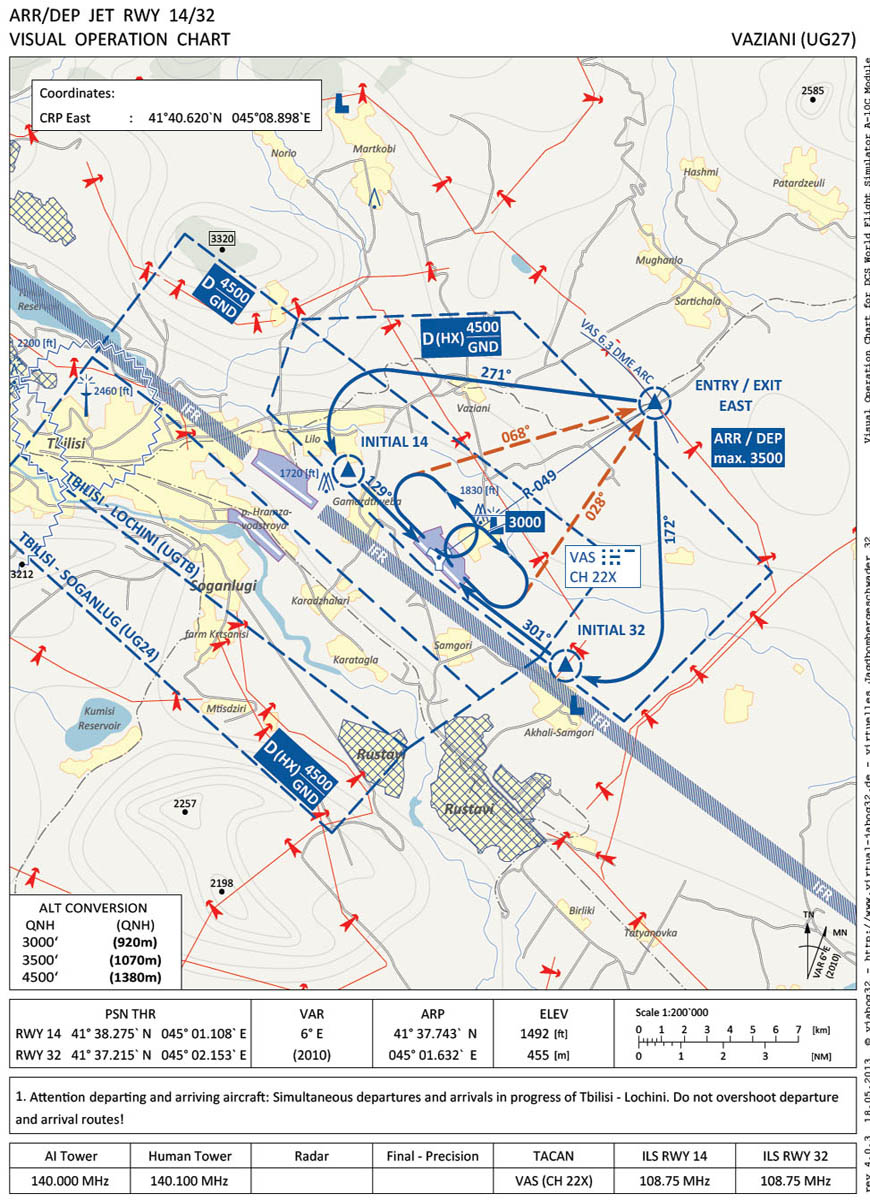 ARR/DEP JET RWY 14/32
VISUAL OPERATION CHART
VAZIANI (UG27)
Coordinates:
CRP East : 41°40.620`N 045°08.898`E
2585
Norio
Martkobi
Hashmi
Patardzeuli
3320
D 4500
GND
Mughanlo
Sartichala
Reservoir
2200 [ft]
2460 [ft]
D (HX) 4500
GND
VAS 6.3 DME ARC
271°
ENTRY / EXIT
EAST
ARR / DEP
max. 3500
Vaziani
IFR
Tbilisi
Lilo
INITIAL 14
068°
1720 [ft]
129°
1830 [ft]
R-049
3000
028°
172°
Gamardthveba
TBILISI - LOCHINI (UGTB)
n. Hramza-
vodstroya
IFR
VAS
CH 22X
TBILISI - SOGANLUG (UG24)
3212
Soganlugi
Karadzhalari
301°
INITIAL 32
farm Krtsanisi
Karatagla
Samgori
Kumisi
Reservoir
Mtisdziri
Akhali-Samgori
IFR
D (HX) 4500
GND
Rustavi
Rustavi
2257
2198
IFR
Birliki
Tatyanovka
TN
MN
VAR 6°E
(2010)
ALT CONVERSION
QNH (QNH)
3000‘ (920m)
3500‘ (1070m)
4500‘ (1380m)
PSN THR
RWY 14 41° 38.275` N 045° 01.108` E
RWY 32 41° 37.215` N 045° 02.153` E
VAR
6° E
(2010)
ARP
41° 37.743` N
045° 01.632` E
ELEV
1492 [ft]
455 [m]
Scale 1:200`000
0 1 2 3 4 5 6 7 [km]
0 1 2 3 [NM]
1. Attention departing and arriving aircraft: Simultaneous departures and arrivals in progress of Tbilisi - Lochini. Do not overshoot departure
and arrival routes!
AI Tower Human Tower Radar Final - Precision TACAN ILS RWY 14 ILS RWY 32
140.000 MHz 140.100 MHz VAS (CH 22X) 108.75 MHz 108.75 MHz
rev 4.0.3 18.05.2013 © vjabog32 - http://www.virtual-jabog32.de - virtuelles Jagdbombergeschwader 32
Visual Operation Chart for DCS World Flight Simulator A-10C Module